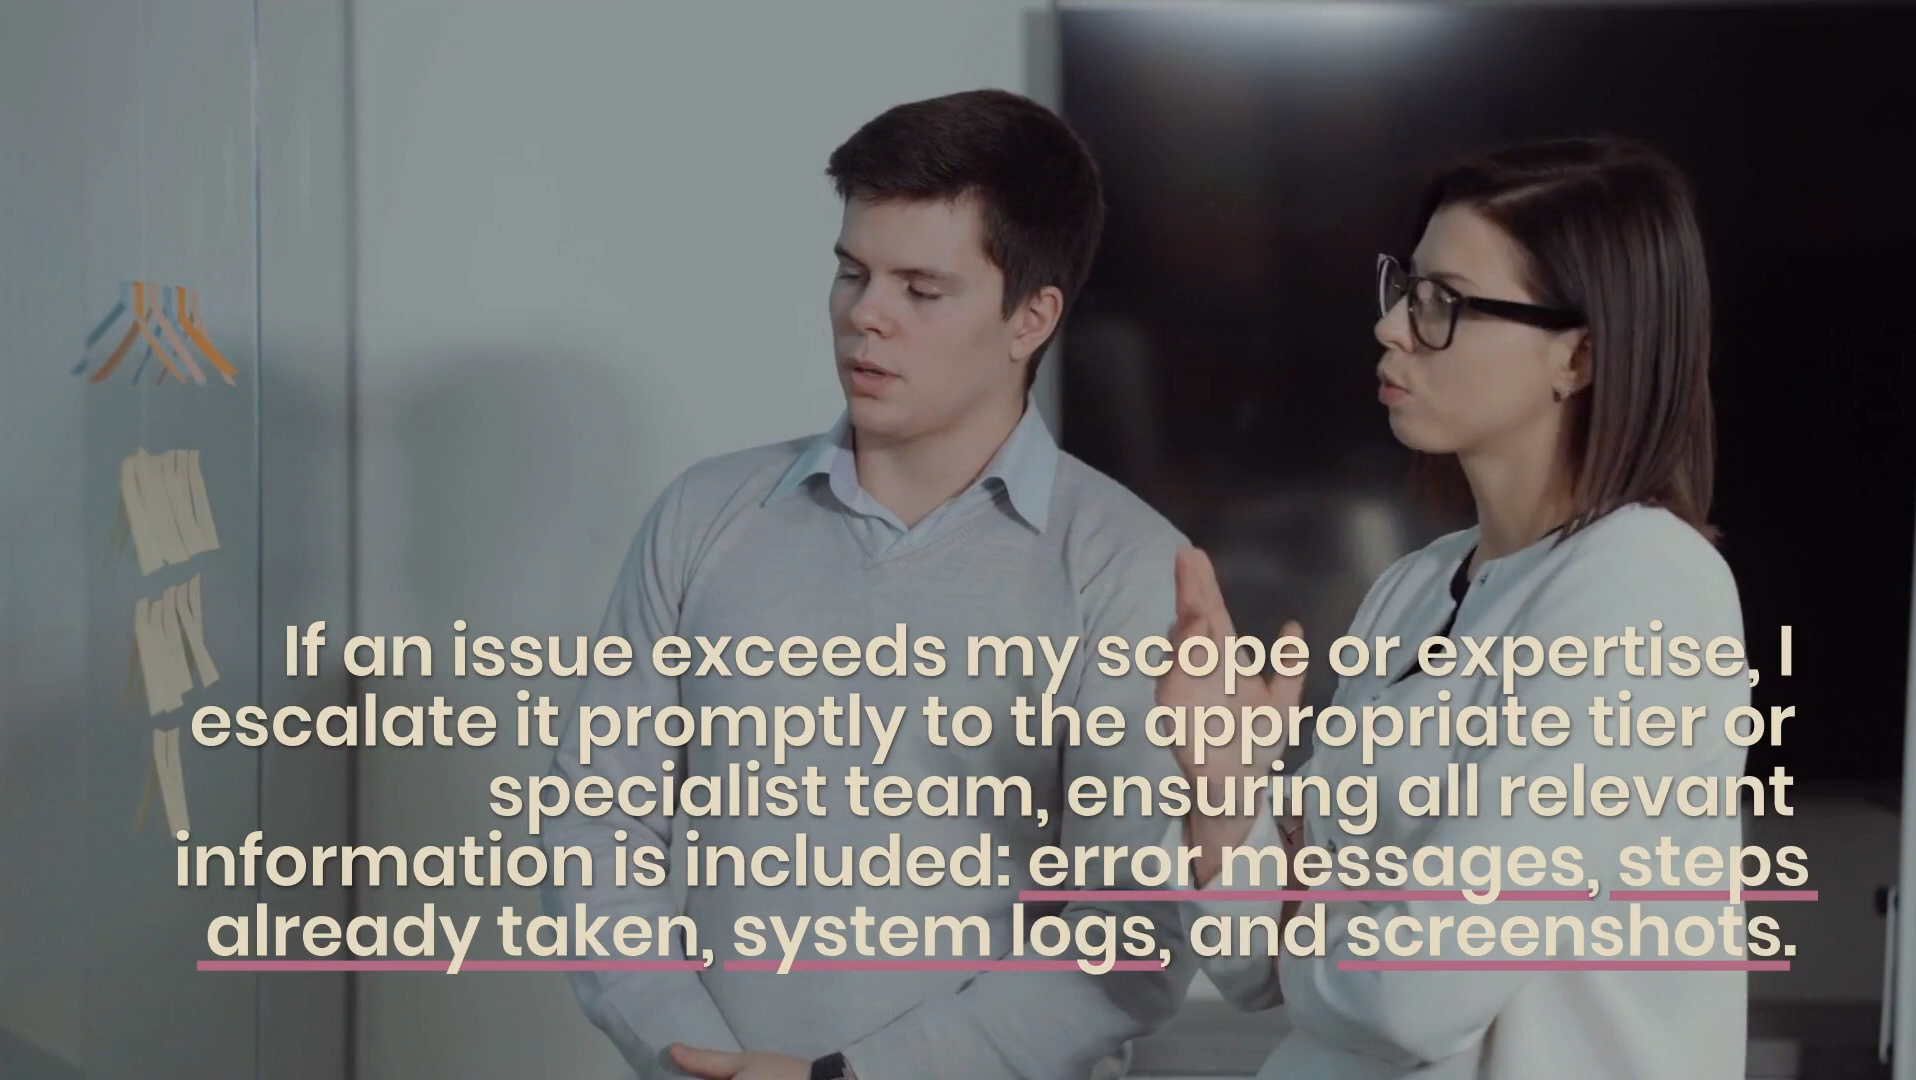 If an issue exceeds my scope or expertise, I
escalate it promptly to the appropriate tier or
specialist team, ensuring all relevant
information is included: error messages, steps
already taken, system logs, and screenshots.